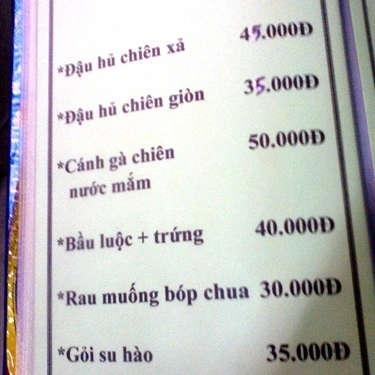 *Đậu hủ chiên xả 45.000Đ
*Đậu hủ chiên giòn 35.000Đ
*Cánh gà chiên 50.000Đ
nước mắm
*Bầu luộc + trứng 40.000Đ
*Rau muống bóp chua 30.000Đ
*Gỏi su hào 35.000Đ